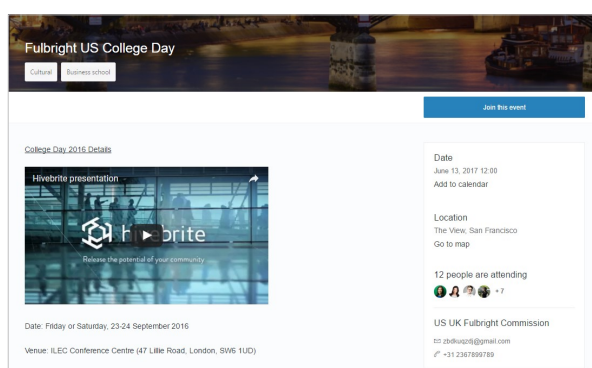 Fulbright US College Day
Cultural
Business school
Join this event
College Day 2016 Details
Hivebrite presentation
hivebrite
Release the potential of your community
Date: Friday or Saturday, 23-24 September 2016
Venue: ILEC Conference Centre (47 Lillie Road, London, SW6 1UD)
Date
June 13, 2017 12:00
Add to calendar
Location
The View, San Francisco
Go to map
12 people are attending
+ 7
US UK Fulbright Commission
zbdkuqzdj@gmail.com
+31 2367899789